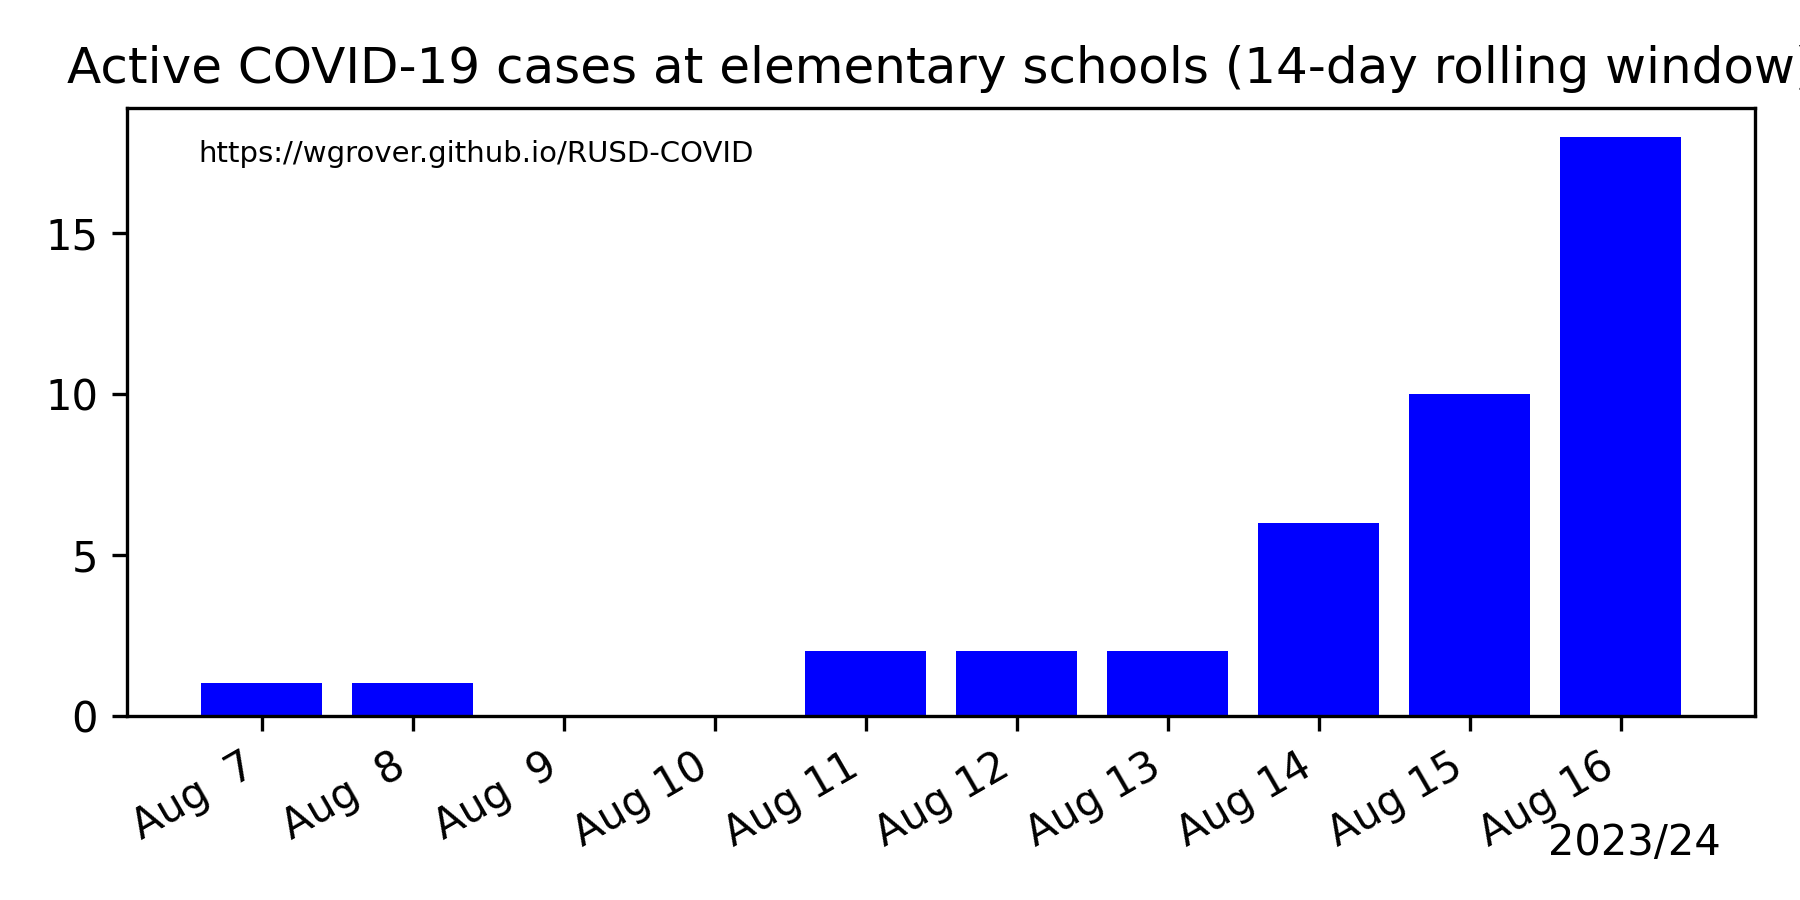 Active COVID-19 cases at elementary schools (14-day rolling window)
https://wgrover.github.io/RUSD-COVID
15
10
5
0
Aug 7
Aug 8
Aug 9
Aug 10
Aug 11
Aug 12
Aug 13
Aug 14
Aug 15
Aug 16
2023/24